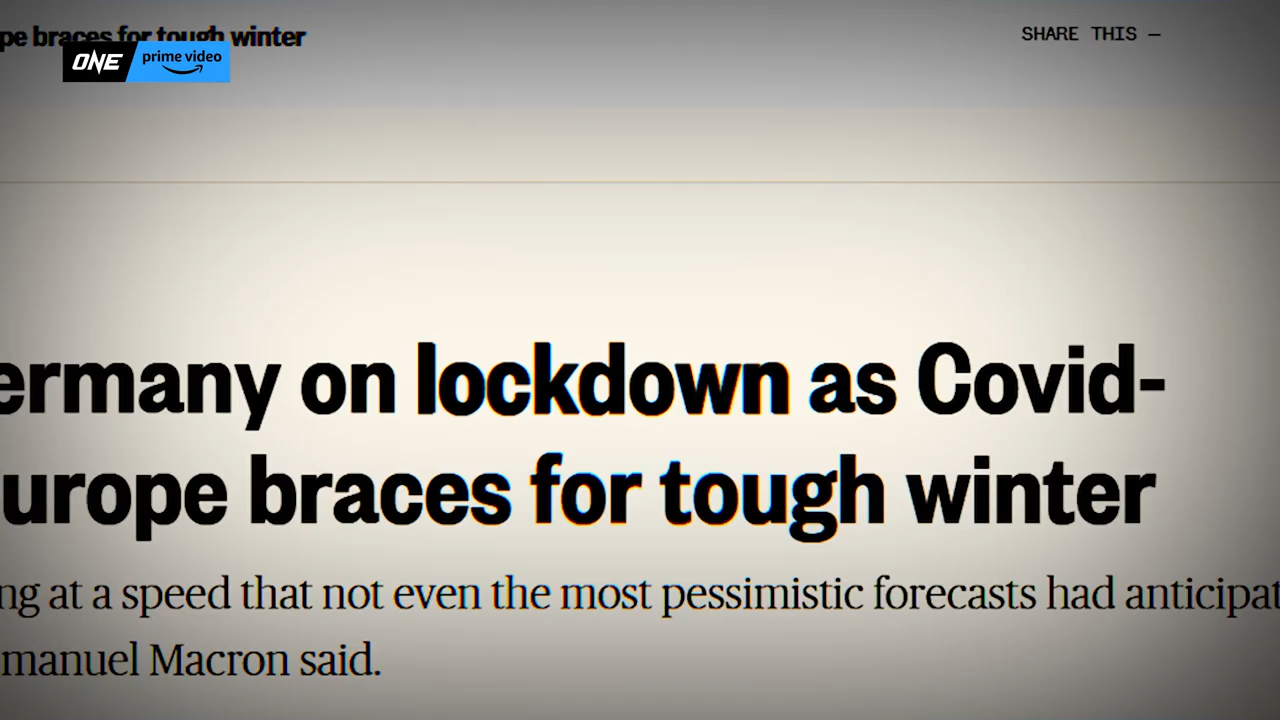 pe braces for tough winter
SHARE THIS —
ONE prime video
ermany on lockdown as Covid-
urope braces for tough winter
ng at a speed that not even the most pessimistic forecasts had anticipat
manuel Macron said.